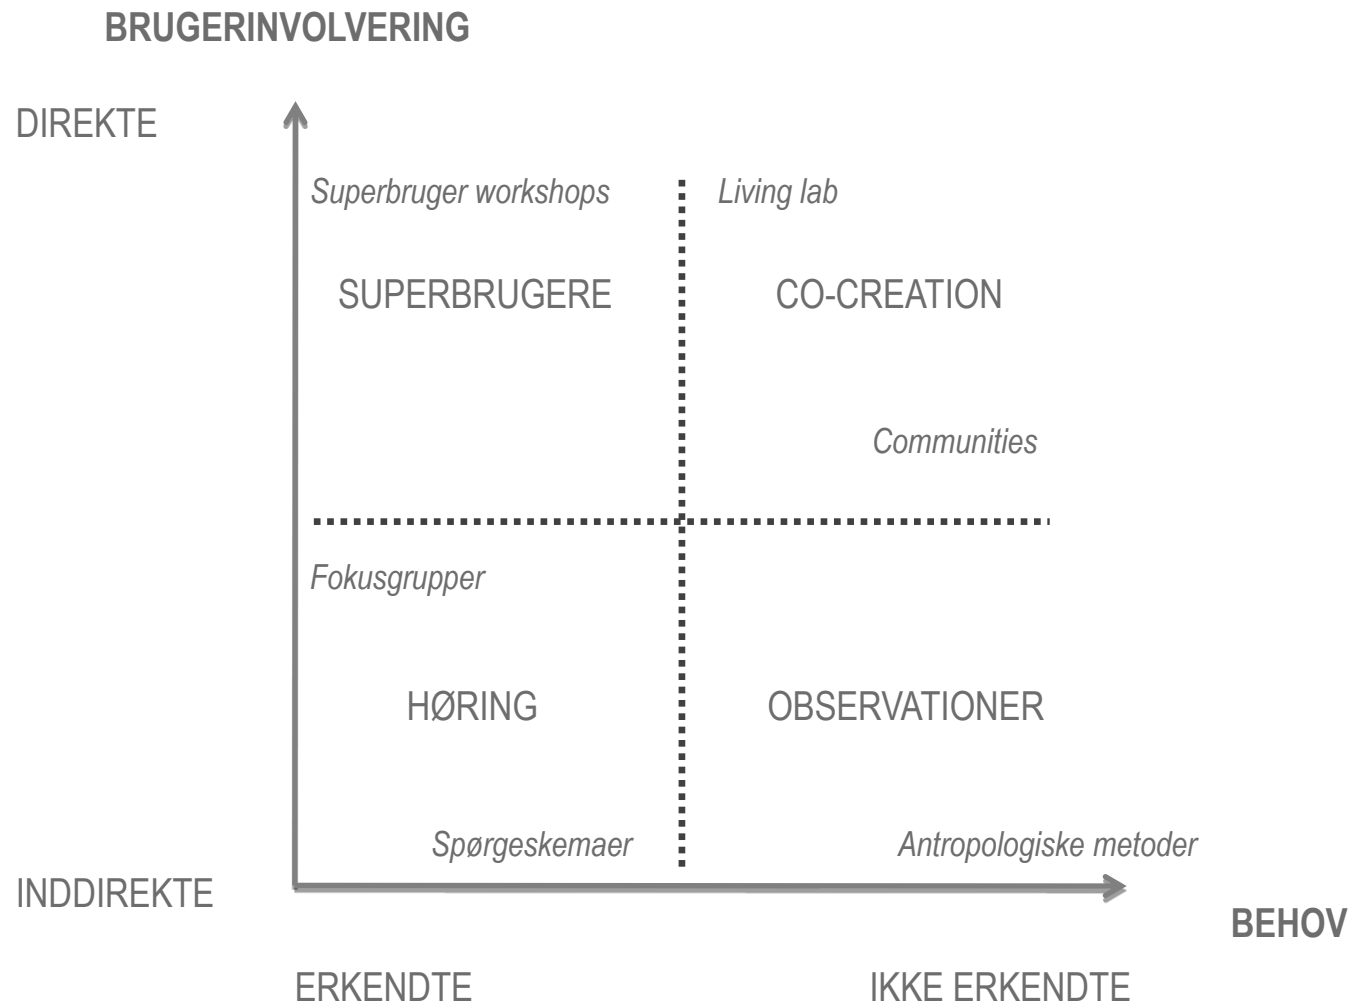 BRUGERINVOLVERING
DIREKTE
Superbruger workshops
Living lab
SUPERBRUGERE
CO-CREATION
Communities
Fokusgrupper
HØRING
OBSERVATIONER
Spørgeskemaer
Antropologiske metoder
INDDIREKTE
BEHOV
ERKENDTE
IKKE ERKENDTE